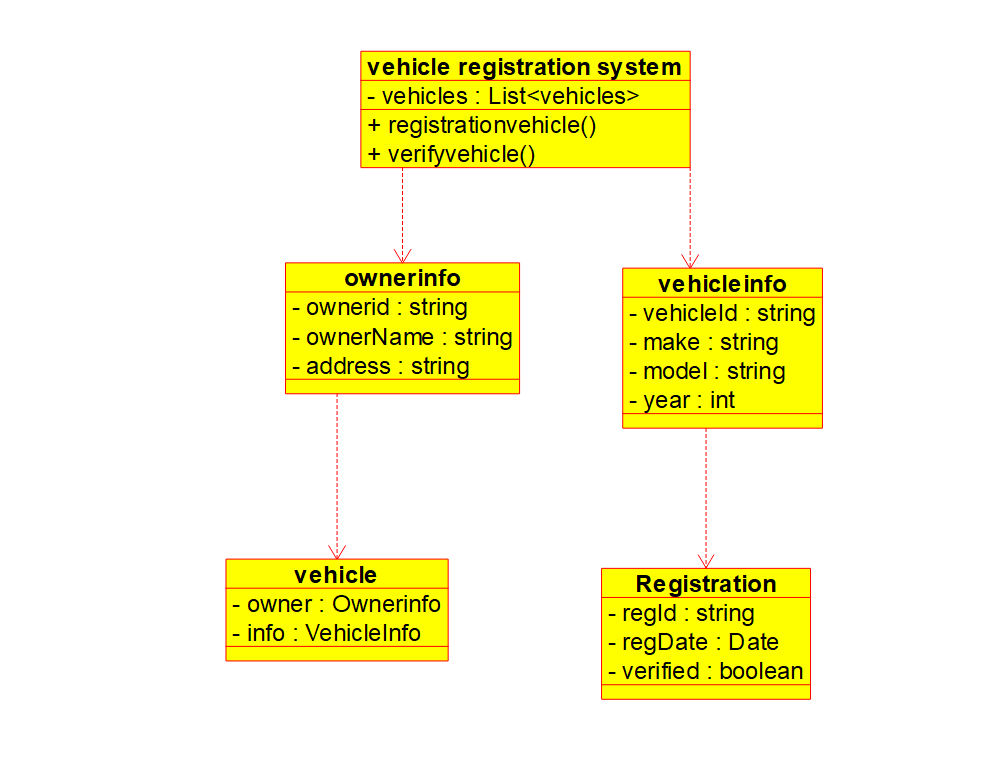 vehicle registration system
- vehicles : List<vehicles>
+ registrationvehicle()
+ verifyvehicle()
ownerinfo
- ownerid : string
- ownerName : string
- address : string
vehicleinfo
- vehicleId : string
- make : string
- model : string
- year : int
vehicle
- owner : Ownerinfo
- info : VehicleInfo
Registration
- regId : string
- regDate : Date
- verified : boolean